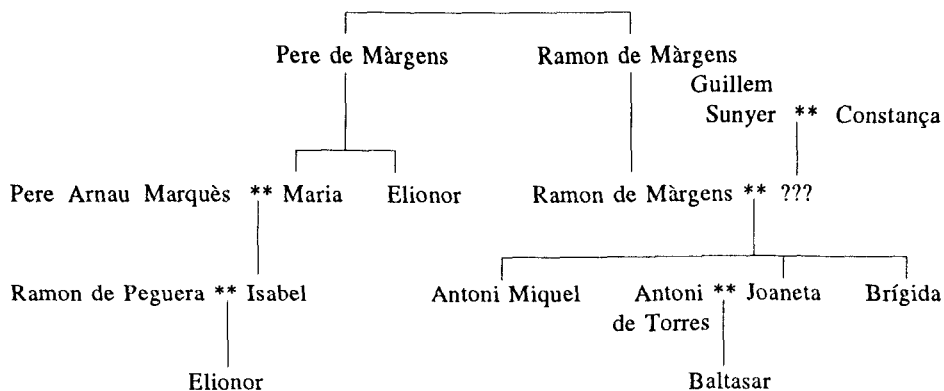 Pere de Màrgens Ramon de Màrgens
Guillem
Sunyer ** Constança
Pere Arnau Marquès ** Maria Elionor Ramon de Màrgens ** ???
Ramon de Peguera ** Isabel Antoni Miquel Antoni ** Joaneta Brígida
de Torres
Elionor Baltasar